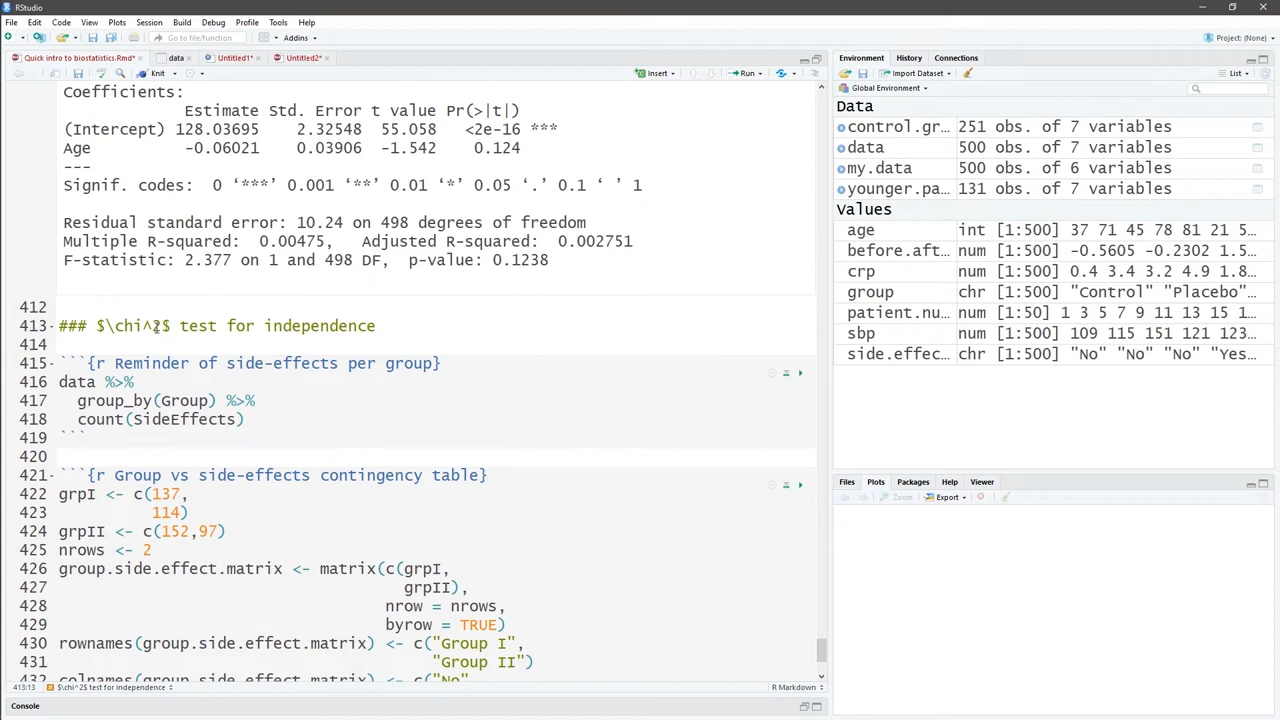 RStudio
File Edit Code View Plots Session Build Debug Profile Tools Help
Go to file/function Addins Project: (None)
Quick intro to biostatistics.Rmd* data Untitled1* Untitled2*
Knit Insert Run
Coefficients:
Estimate Std. Error t value Pr(>|t|)
(Intercept) 128.03695 2.32548 55.058 <2e-16 ***
Age -0.06021 0.03906 -1.542 0.124
---
Signif. codes: 0 ‘***’ 0.001 ‘**’ 0.01 ‘*’ 0.05 ‘.’ 0.1 ‘ ’ 1
Residual standard error: 10.24 on 498 degrees of freedom
Multiple R-squared: 0.00475, Adjusted R-squared: 0.002751
F-statistic: 2.377 on 1 and 498 DF, p-value: 0.1238
412
413 ### $\chi^2$ test for independence
414
415 ```{r Reminder of side-effects per group}
416 data %>%
417 group_by(Group) %>%
418 count(SideEffects)
419 ```
420
421 ```{r Group vs side-effects contingency table}
422 grpI <- c(137,
423 114)
424 grpII <- c(152,97)
425 nrows <- 2
426 group.side.effect.matrix <- matrix(c(grpI,
427 grpII),
428 nrow = nrows,
429 byrow = TRUE)
430 rownames(group.side.effect.matrix) <- c("Group I",
431 "Group II")
432 colnames(group.side.effect.matrix) <- c("No",
413:13 $\chi^2$ test for independence R Markdown
Console
Environment History Connections
Import Dataset List
Global Environment
Data
control.gr… 251 obs. of 7 variables
data 500 obs. of 7 variables
my.data 500 obs. of 6 variables
younger.pa… 131 obs. of 7 variables
Values
age int [1:500] 37 71 45 78 81 21 5…
before.aft… num [1:500] -0.5605 -0.2302 1.5…
crp num [1:500] 0.4 3.4 3.2 4.9 1.8…
group chr [1:500] "Control" "Placebo"…
patient.nu… num [1:50] 1 3 5 7 9 11 13 15 1…
sbp num [1:500] 109 115 151 121 123…
side.effec… chr [1:500] "No" "No" "No" "Yes…
Files Plots Packages Help Viewer
Zoom Export